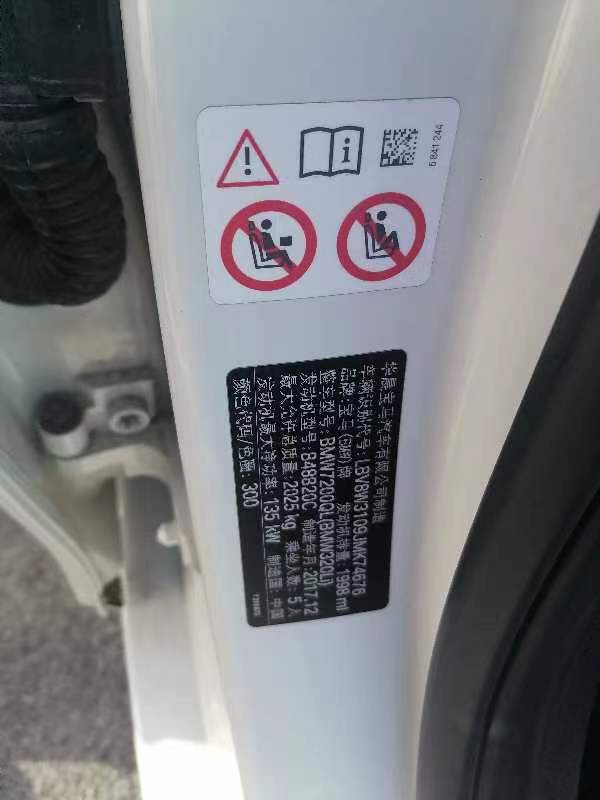 5 841 244
华晨宝马汽车有限公司制造
车辆识别代号:LBV8W3109JMK74676
品牌:宝马(BMW)牌 发动机排量:1998 ml
整车型号:BMW7200QL(BMW320Li)
发动机型号:B48B20C 制造年月:2017.12
最大允许总质量:2025 kg 乘坐人数:5人
发动机最大净功率:135 kW 制造国:中国
颜色代码/色调:300